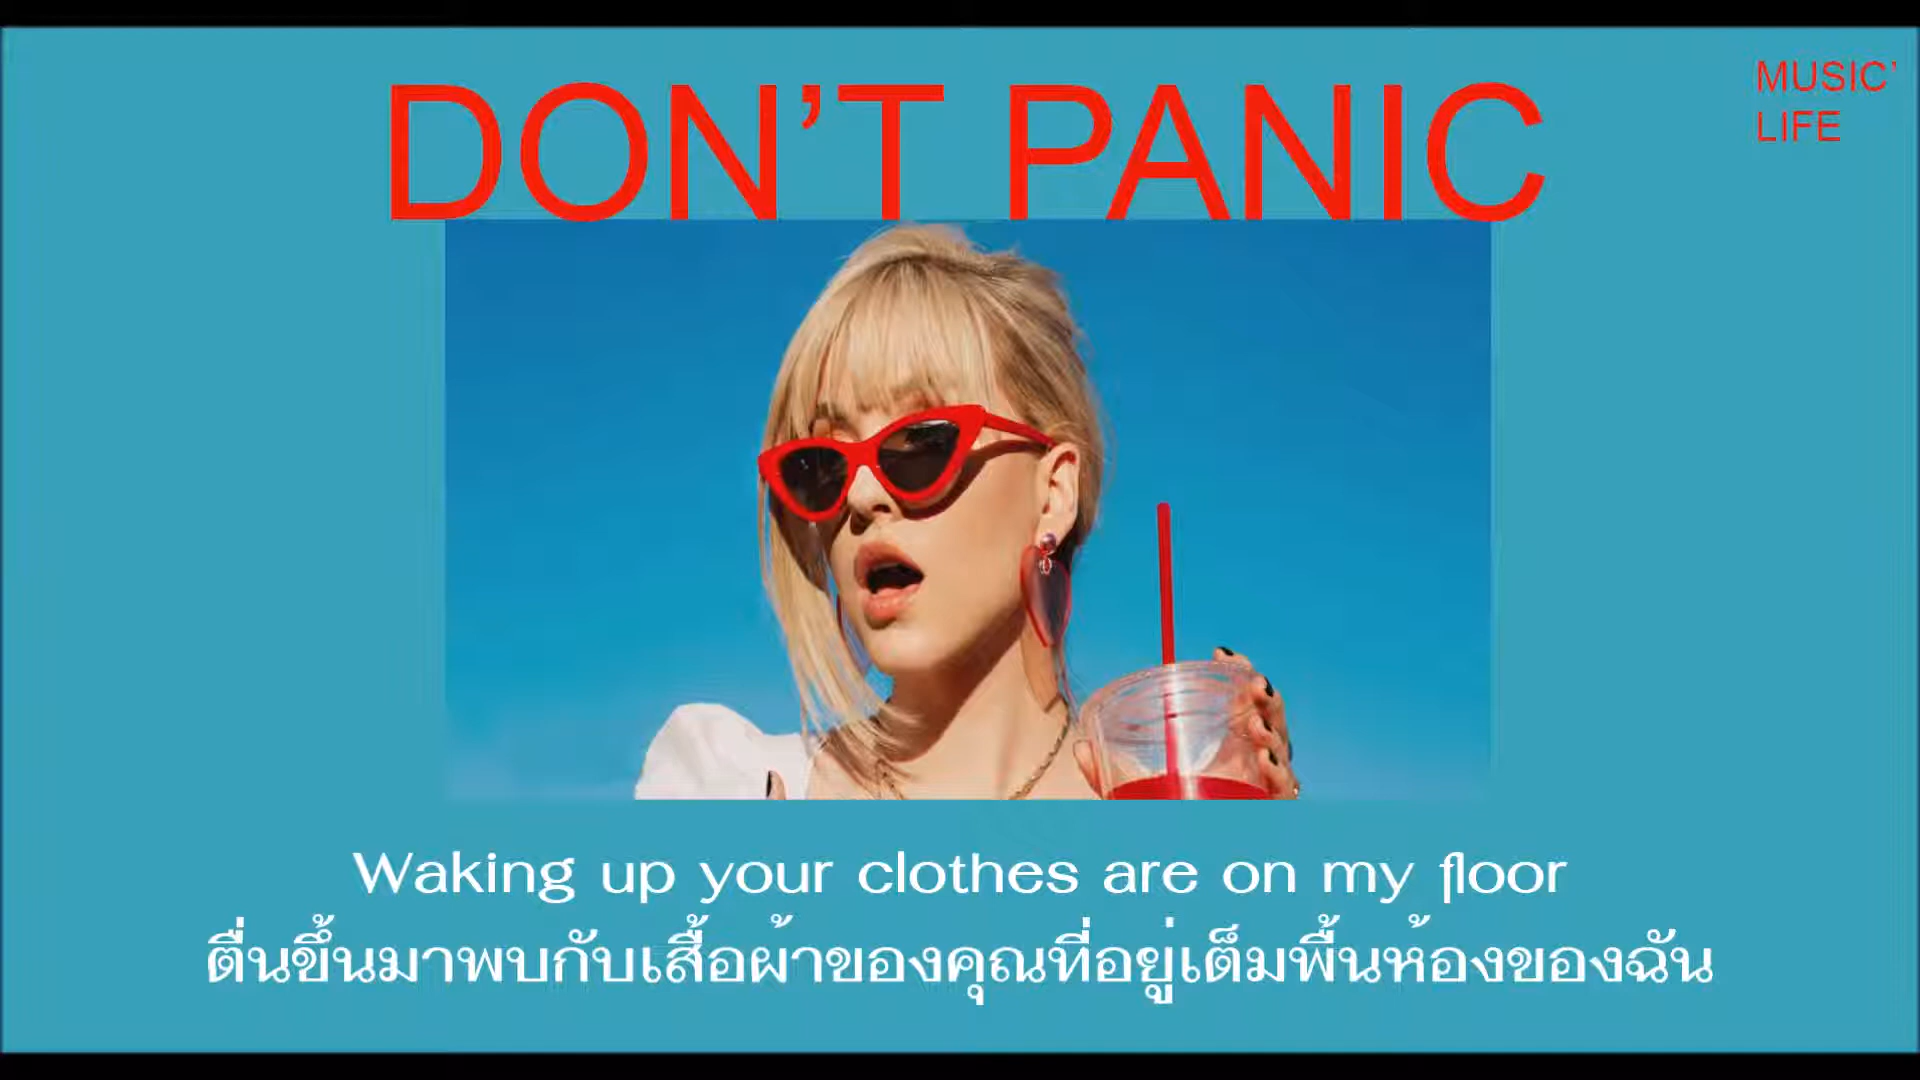 DON’T PANIC
MUSIC’
LIFE
Waking up your clothes are on my floor
ตื่นขึ้นมาพบกับเสื้อผ้าของคุณที่อยู่เต็มพื้นห้องของฉัน